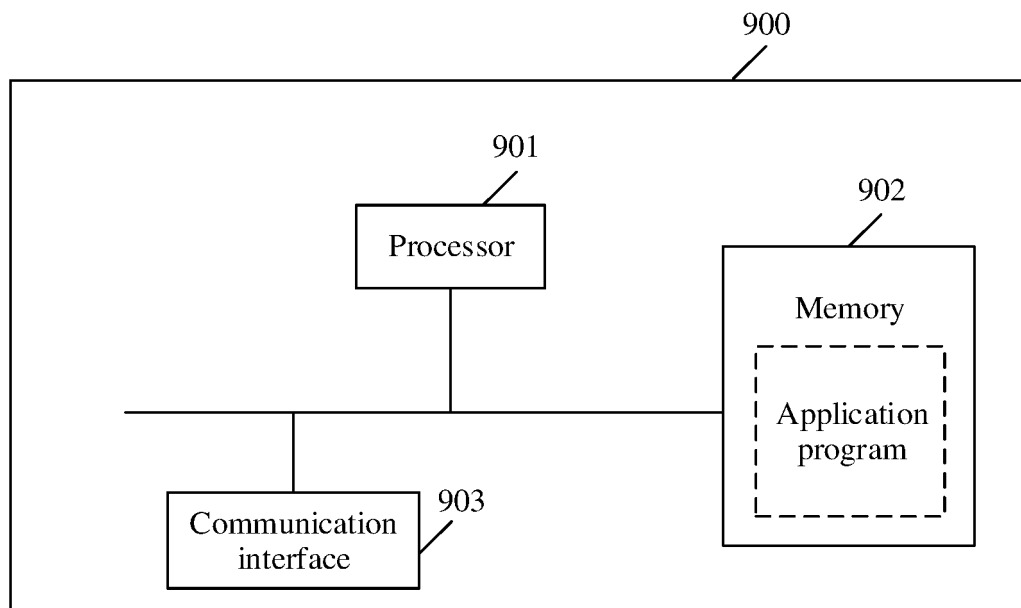 900
901
Processor
902
Memory
Application
program
903
Communication
interface